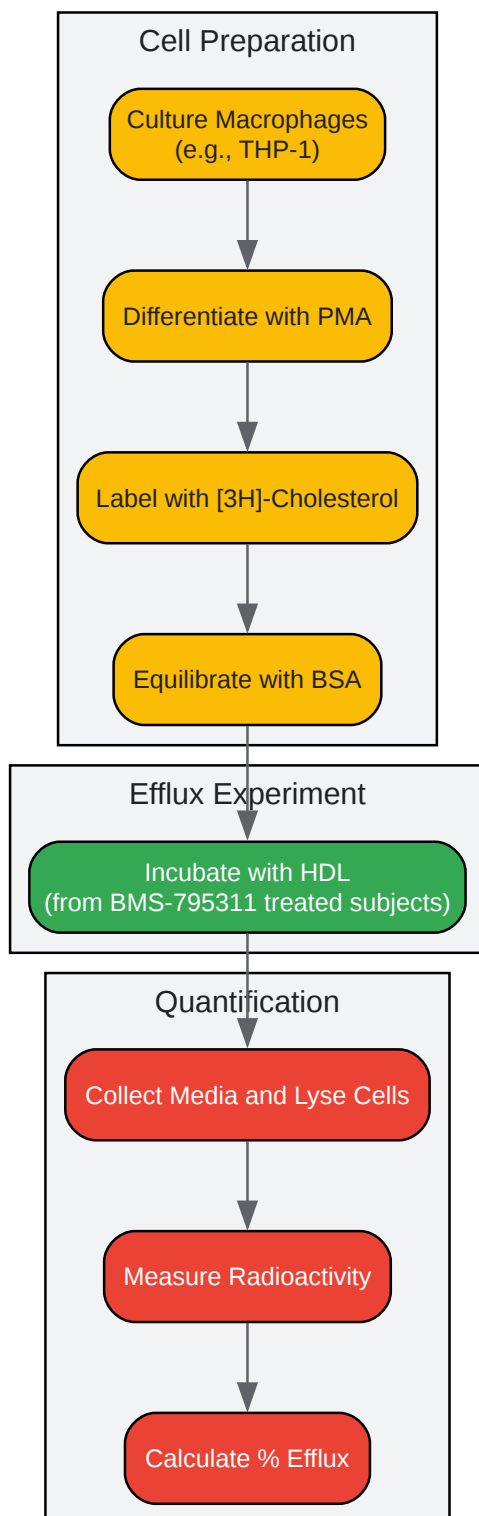 Cell Preparation
Culture Macrophages
(e.g., THP-1)
Differentiate with PMA
Label with [3H]-Cholesterol
Equilibrate with BSA
Efflux Experiment
Incubate with HDL
(from BMS-795311 treated subjects)
Quantification
Collect Media and Lyse Cells
Measure Radioactivity
Calculate % Efflux